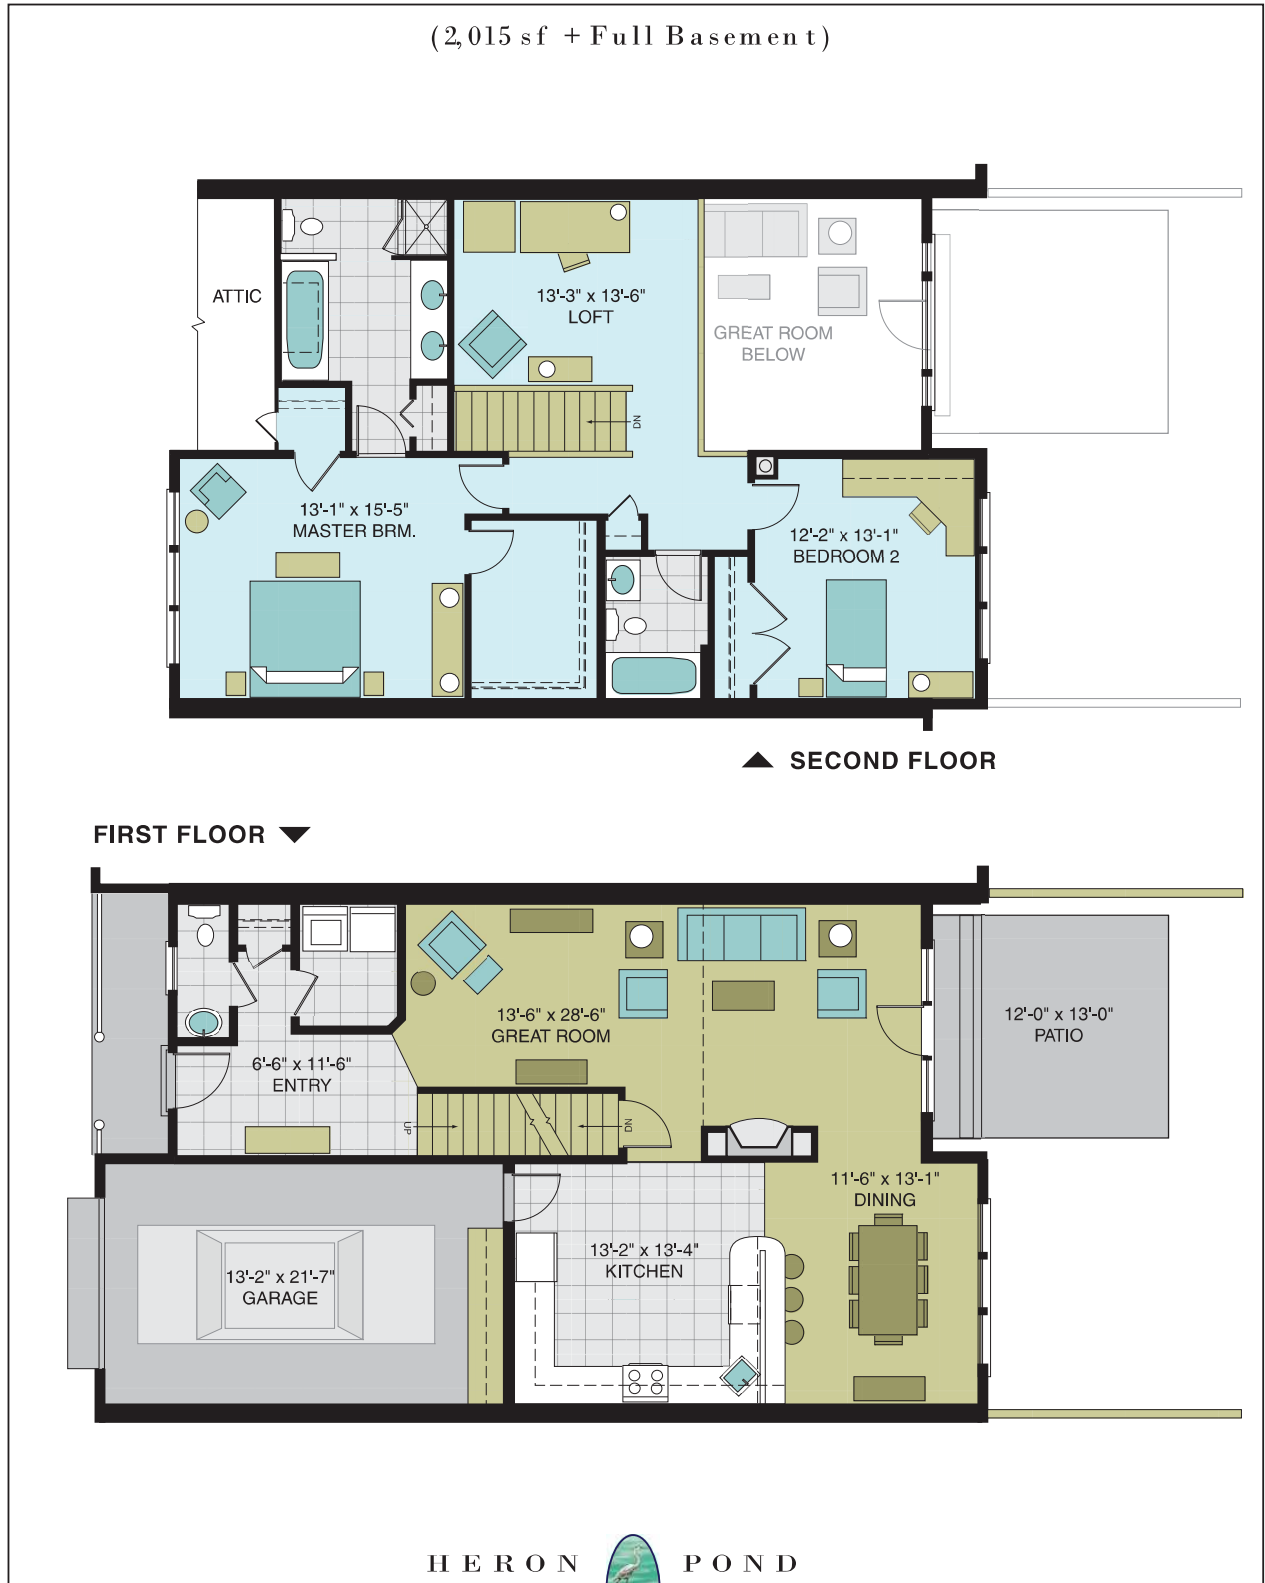 (2,015 sf + Full Basement)
ATTIC
13'-3" x 13'-6"
LOFT
GREAT ROOM
BELOW
DN
13'-1" x 15'-5"
MASTER BRM.
12'-2" x 13'-1"
BEDROOM 2
SECOND FLOOR
FIRST FLOOR
13'-6" x 28'-6"
GREAT ROOM
12'-0" x 13'-0"
PATIO
6'-6" x 11'-6"
ENTRY
UP
DN
11'-6" x 13'-1"
DINING
13'-2" x 13'-4"
KITCHEN
13'-2" x 21'-7"
GARAGE
HERON POND